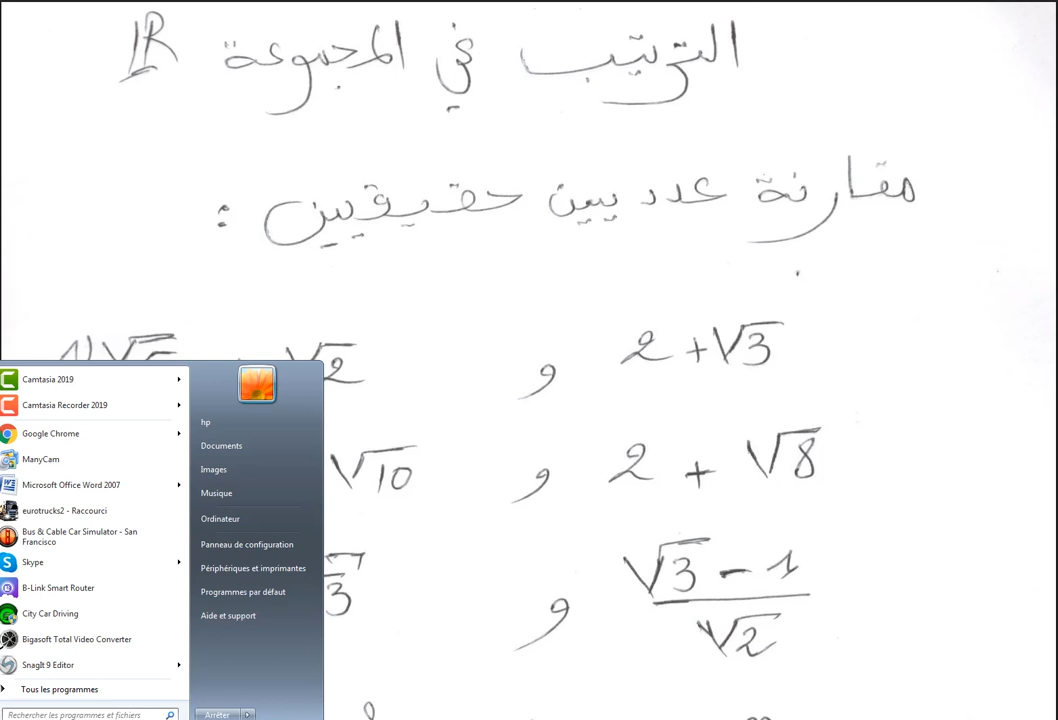 الترتيب في المجموعة ℝ
مقارنة عدديين حقيقيين :
√2 و 2 + √3
√10 و 2 + √8
3 و (√3 - 1)/√2
Camtasia 2019
Camtasia Recorder 2019
Google Chrome
ManyCam
Microsoft Office Word 2007
eurotrucks2 - Raccourci
Bus & Cable Car Simulator - San
Francisco
Skype
B-Link Smart Router
City Car Driving
Bigasoft Total Video Converter
SnagIt 9 Editor
Tous les programmes
Rechercher les programmes et fichiers
hp
Documents
Images
Musique
Ordinateur
Panneau de configuration
Périphériques et imprimantes
Programmes par défaut
Aide et support
Arrêter